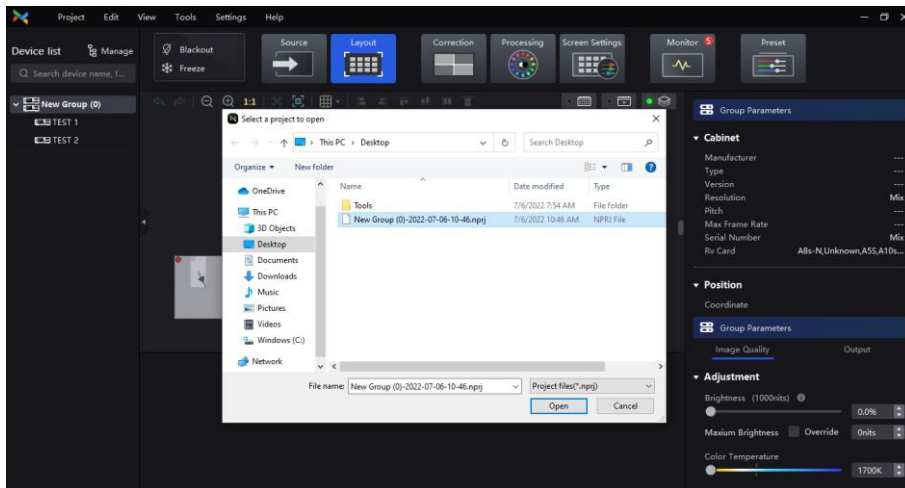 Project Edit View Tools Settings Help
Device list Manage
Search device name, I...
New Group (0)
TEST 1
TEST 2
Blackout
Freeze
Source
Layout
Correction
Processing
Screen Settings
Monitor 5
Preset
1:1
Select a project to open
This PC > Desktop
Search Desktop
Organize New folder
OneDrive
This PC
3D Objects
Desktop
Documents
Downloads
Music
Pictures
Videos
Windows (C:)
Network
Name Date modified Type
Tools 7/6/2022 7:54 AM File folder
New Group (0)-2022-07-06-10-46.nprj 7/6/2022 10:46 AM NPRJ File
File name: New Group (0)-2022-07-06-10-46.nprj Project files(*.nprj)
Open Cancel
Group Parameters
Cabinet
Manufacturer ---
Type ---
Version ---
Resolution Mix
Pitch ---
Max Frame Rate ---
Serial Number Mix
Rv Card A8s-N,Unknown,A5S,A10s...
Position
Coordinate
Group Parameters
Image Quality Output
Adjustment
Brightness (1000nits)
0.0%
Maxium Brightness Override 0nits
Color Temperature
1700K